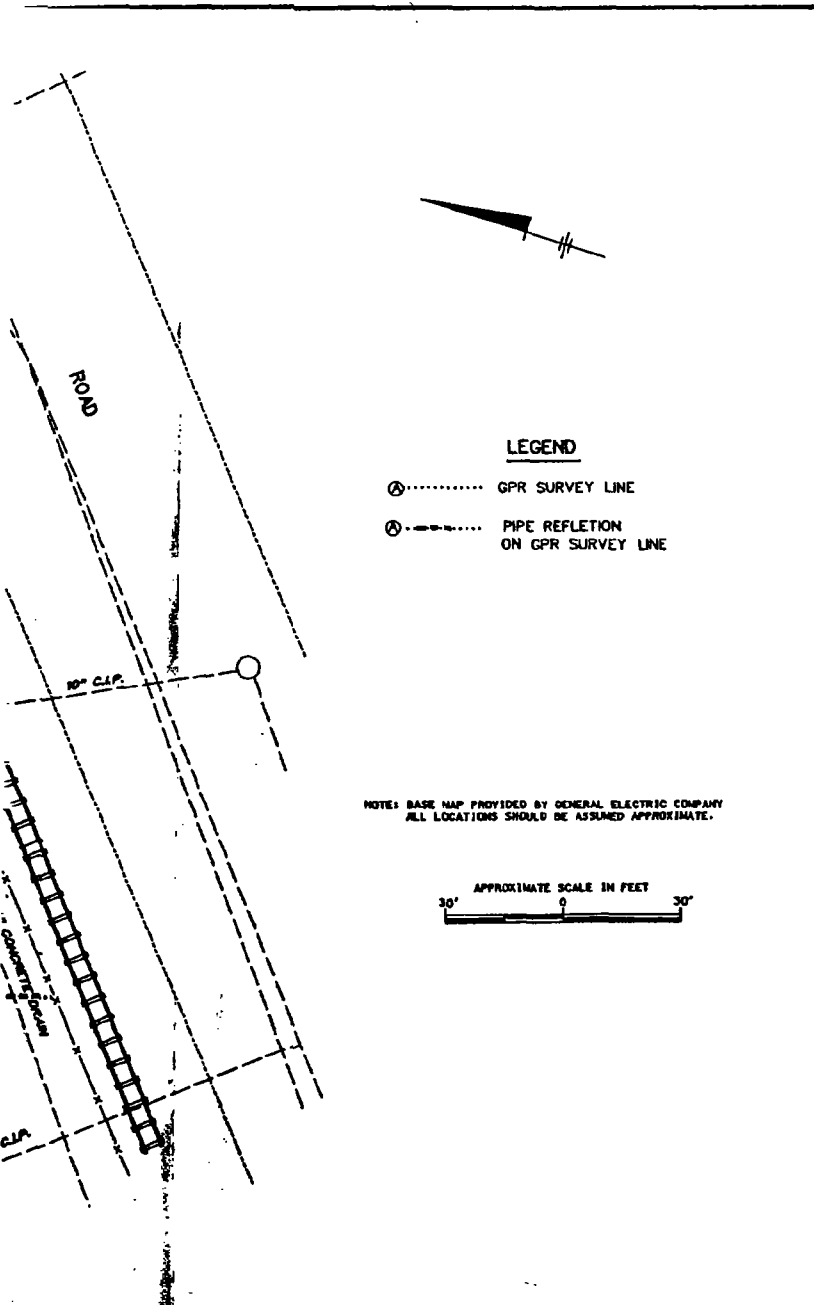 ROAD
LEGEND
Ⓐ GPR SURVEY LINE
Ⓐ PIPE REFLETION
ON GPR SURVEY LINE
10" C.I.P.
NOTE: BASE MAP PROVIDED BY GENERAL ELECTRIC COMPANY
ALL LOCATIONS SHOULD BE ASSUMED APPROXIMATE.
APPROXIMATE SCALE IN FEET
30' 0 30'
" CONCRETE DRAIN
C.I.P.